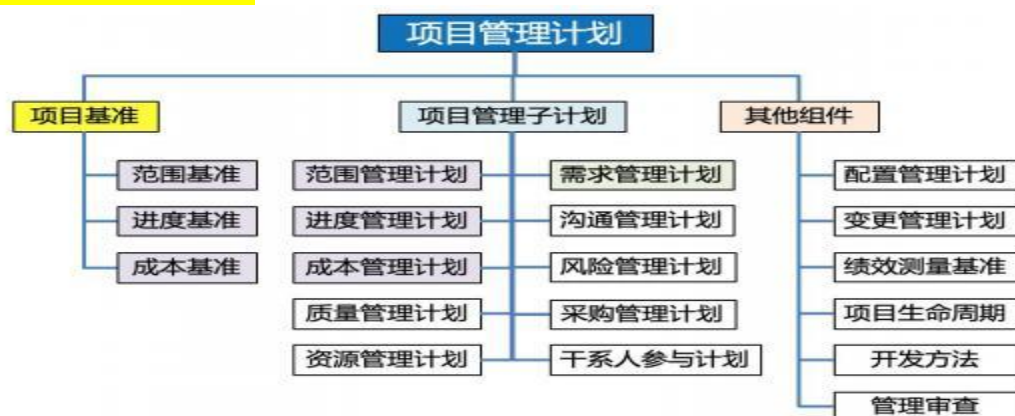 项目管理计划
项目基准
项目管理子计划
其他组件
范围基准
范围管理计划
需求管理计划
配置管理计划
进度基准
进度管理计划
沟通管理计划
变更管理计划
成本基准
成本管理计划
风险管理计划
绩效测量基准
质量管理计划
采购管理计划
项目生命周期
资源管理计划
干系人参与计划
开发方法
管理审查